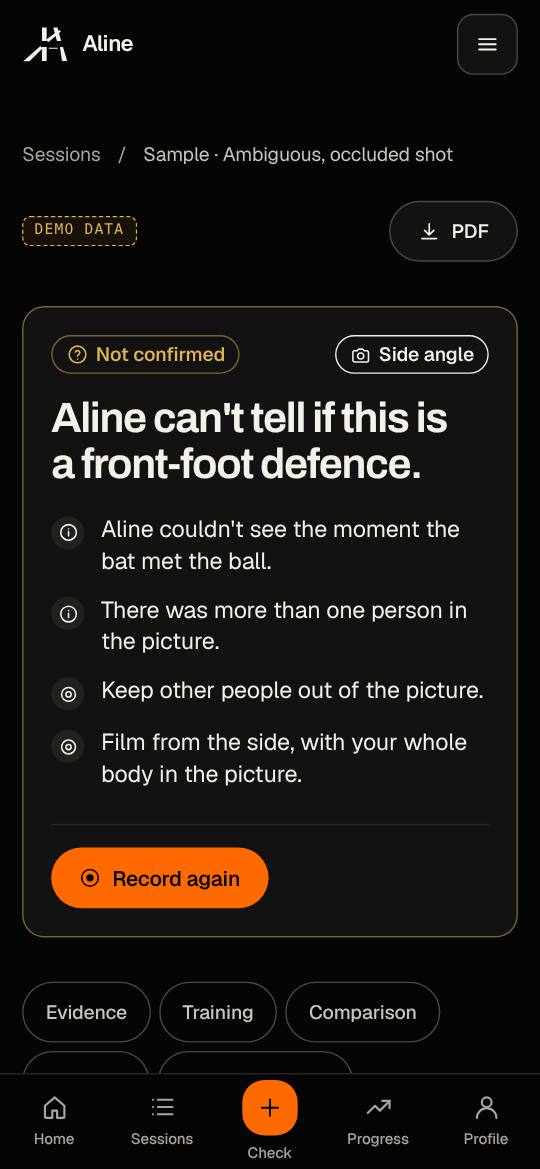 Aline
Sessions / Sample · Ambiguous, occluded shot
DEMO DATA
PDF
Not confirmed
Side angle
Aline can't tell if this is
a front-foot defence.
Aline couldn't see the moment the
bat met the ball.
There was more than one person in
the picture.
Keep other people out of the picture.
Film from the side, with your whole
body in the picture.
Record again
Evidence
Training
Comparison
Home
Sessions
Check
Progress
Profile